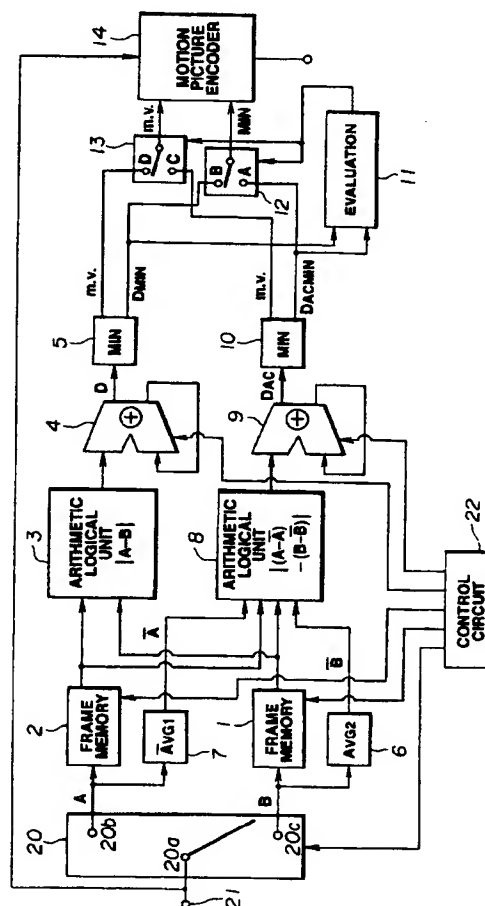 14
MOTION
PICTURE
ENCODER
m.v.
MIN
13
D
C
B
A
12
EVALUATION
11
m.v.
DMIN
m.v.
DACMIN
5
MIN
10
MIN
D
DAC
4
9
3
ARITHMETIC
LOGICAL
UNIT
|A-B|
8
ARITHMETIC
LOGICAL
UNIT
|(A-A̅)
-(B-B̅)|
A̅
B̅
2
FRAME
MEMORY
AVG1
7
1
FRAME
MEMORY
AVG2
6
22
CONTROL
CIRCUIT
A
B
20
20b
20a
20c
21